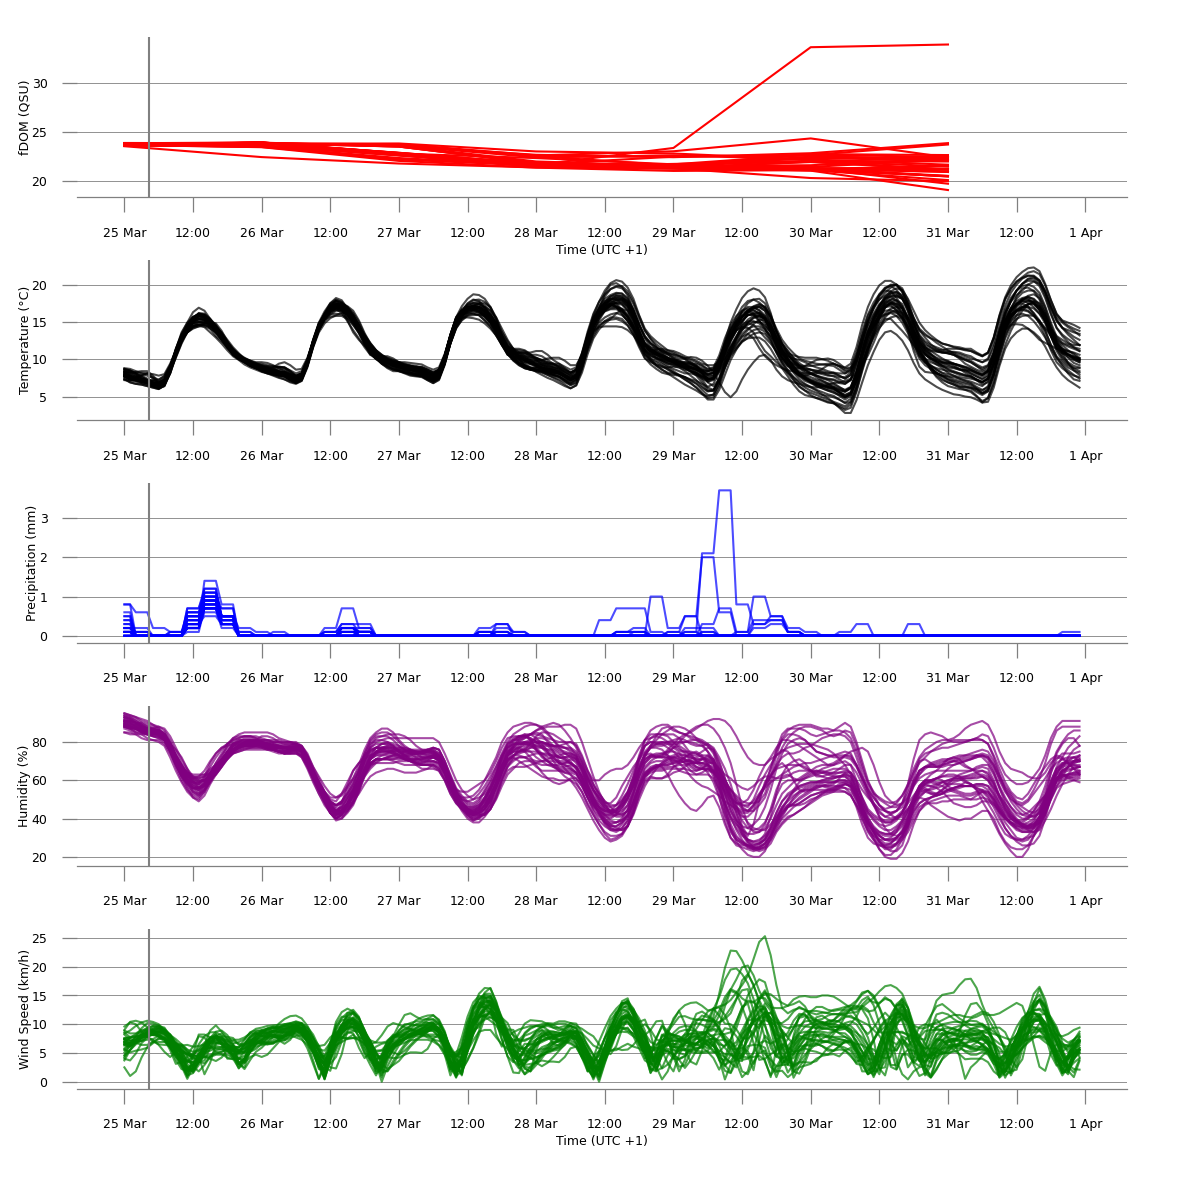 fDOM (QSU)
30
25
20
25 Mar 12:00 26 Mar 12:00 27 Mar 12:00 28 Mar 12:00 29 Mar 12:00 30 Mar 12:00 31 Mar 12:00 1 Apr
Time (UTC +1)
Temperature (°C)
20
15
10
5
25 Mar 12:00 26 Mar 12:00 27 Mar 12:00 28 Mar 12:00 29 Mar 12:00 30 Mar 12:00 31 Mar 12:00 1 Apr
Precipitation (mm)
3
2
1
0
25 Mar 12:00 26 Mar 12:00 27 Mar 12:00 28 Mar 12:00 29 Mar 12:00 30 Mar 12:00 31 Mar 12:00 1 Apr
Humidity (%)
80
60
40
20
25 Mar 12:00 26 Mar 12:00 27 Mar 12:00 28 Mar 12:00 29 Mar 12:00 30 Mar 12:00 31 Mar 12:00 1 Apr
Wind Speed (km/h)
25
20
15
10
5
0
25 Mar 12:00 26 Mar 12:00 27 Mar 12:00 28 Mar 12:00 29 Mar 12:00 30 Mar 12:00 31 Mar 12:00 1 Apr
Time (UTC +1)